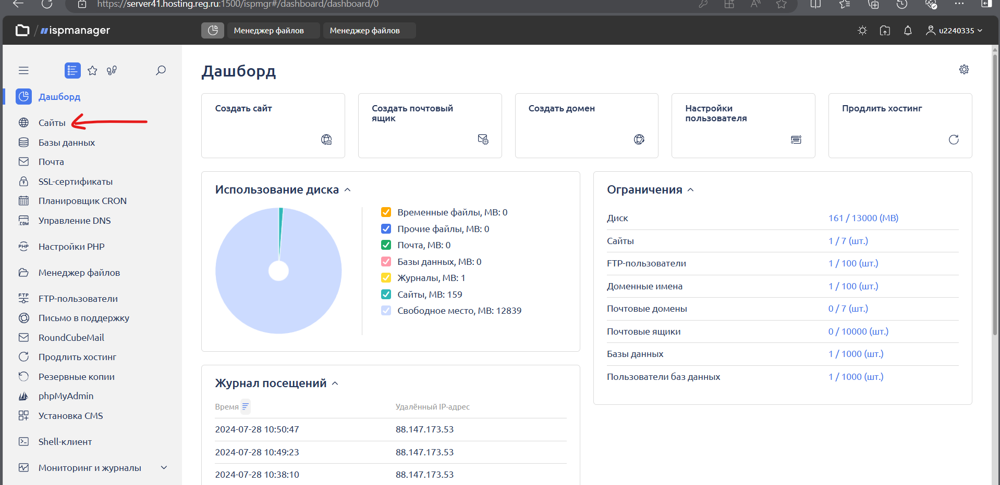 https://server41.hosting.reg.ru:1500/ispmgr#/dashboard/dashboard/0
ispmanager
Менеджер файлов
Менеджер файлов
u2240335
Дашборд
Сайты
Базы данных
Почта
SSL-сертификаты
Планировщик CRON
.COM
Управление DNS
PHP
Настройки PHP
Менеджер файлов
FTP
FTP-пользователи
Письмо в поддержку
RoundCubeMail
Продлить хостинг
Резервные копии
phpMyAdmin
Установка CMS
Shell-клиент
Мониторинг и журналы
Дашборд
Создать сайт
Создать почтовый
ящик
Создать домен
Настройки
пользователя
Продлить хостинг
Использование диска
Временные файлы, MB: 0
Прочие файлы, MB: 0
Почта, MB: 0
Базы данных, MB: 0
Журналы, MB: 1
Сайты, MB: 159
Свободное место, MB: 12839
Ограничения
Диск 161 / 13000 (MB)
Сайты 1 / 7 (шт.)
FTP-пользователи 1 / 100 (шт.)
Доменные имена 1 / 100 (шт.)
Почтовые домены 0 / 7 (шт.)
Почтовые ящики 0 / 10000 (шт.)
Базы данных 1 / 1000 (шт.)
Пользователи баз данных 1 / 1000 (шт.)
Журнал посещений
Время Удалённый IP-адрес
2024-07-28 10:50:47 88.147.173.53
2024-07-28 10:49:23 88.147.173.53
2024-07-28 10:38:10 88.147.173.53